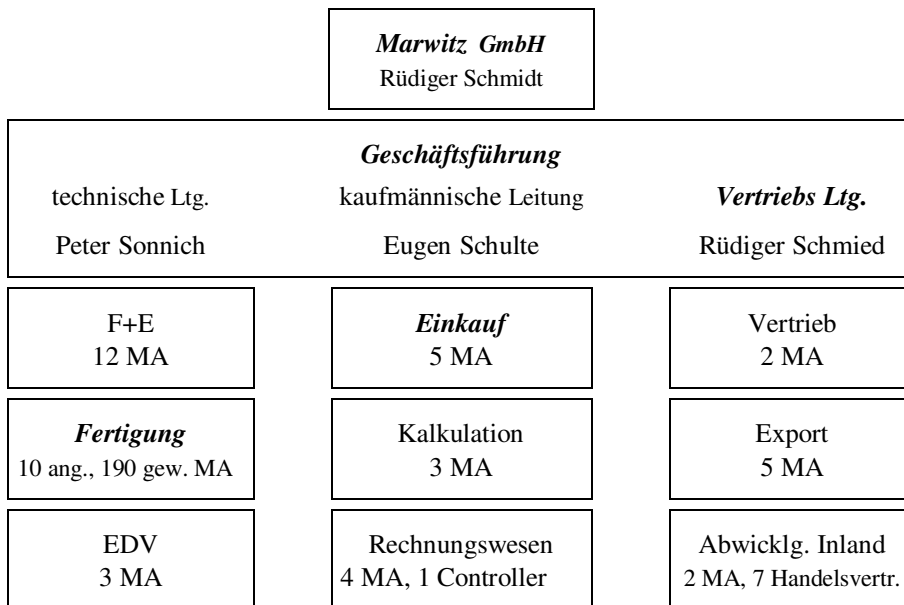 Marwitz GmbH
Rüdiger Schmidt
Geschäftsführung
technische Ltg. kaufmännische Leitung Vertriebs Ltg.
Peter Sonnich Eugen Schulte Rüdiger Schmied
F+E Einkauf Vertrieb
12 MA 5 MA 2 MA
Fertigung Kalkulation Export
10 ang., 190 gew. MA 3 MA 5 MA
EDV Rechnungswesen Abwicklg. Inland
3 MA 4 MA, 1 Controller 2 MA, 7 Handelsvertr.